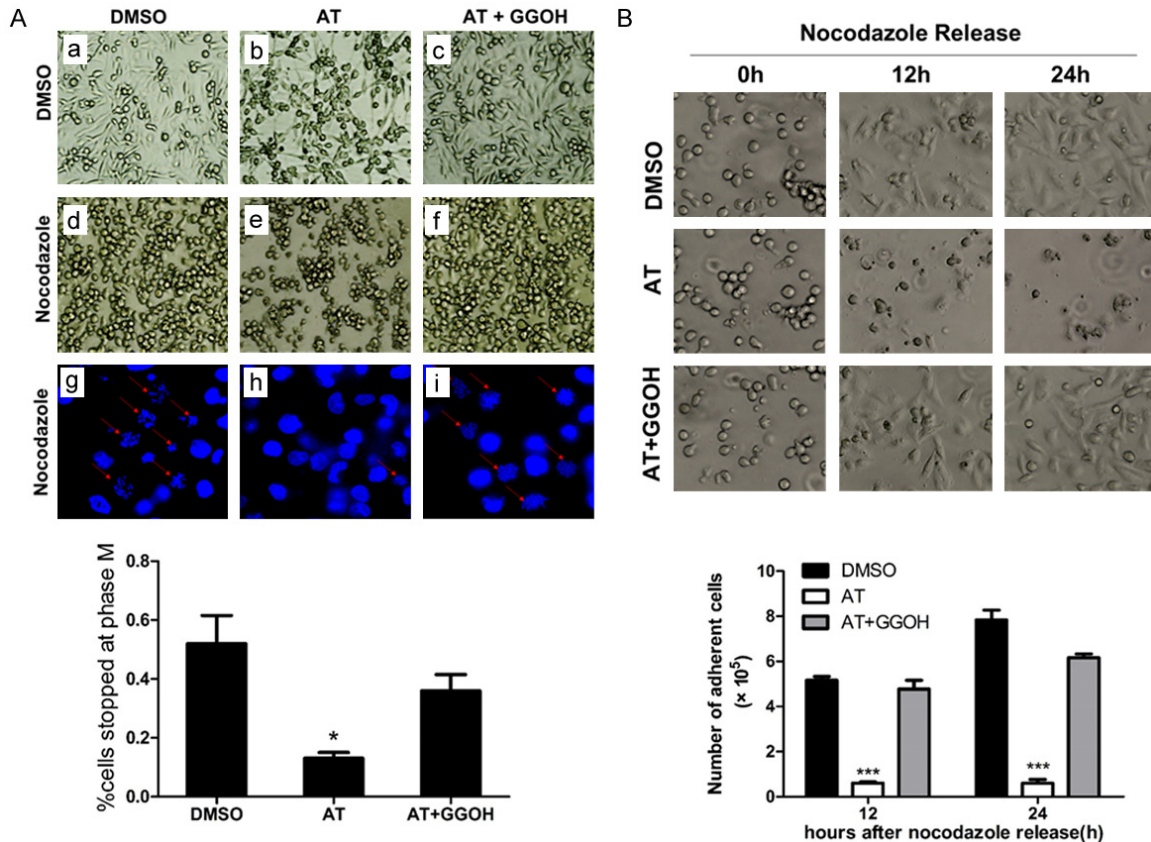 A
DMSO
AT
AT + GGOH
DMSO
a
b
c
Nocodazole
d
e
f
Nocodazole
g
h
i
%cells stopped at phase M
0.8
0.6
0.4
0.2
0.0
*
DMSO
AT
AT+GGOH
B
Nocodazole Release
0h
12h
24h
DMSO
AT
AT+GGOH
Number of adherent cells
(× 10⁵)
10
8
6
4
2
0
DMSO
AT
AT+GGOH
***
***
12
24
hours after nocodazole release(h)